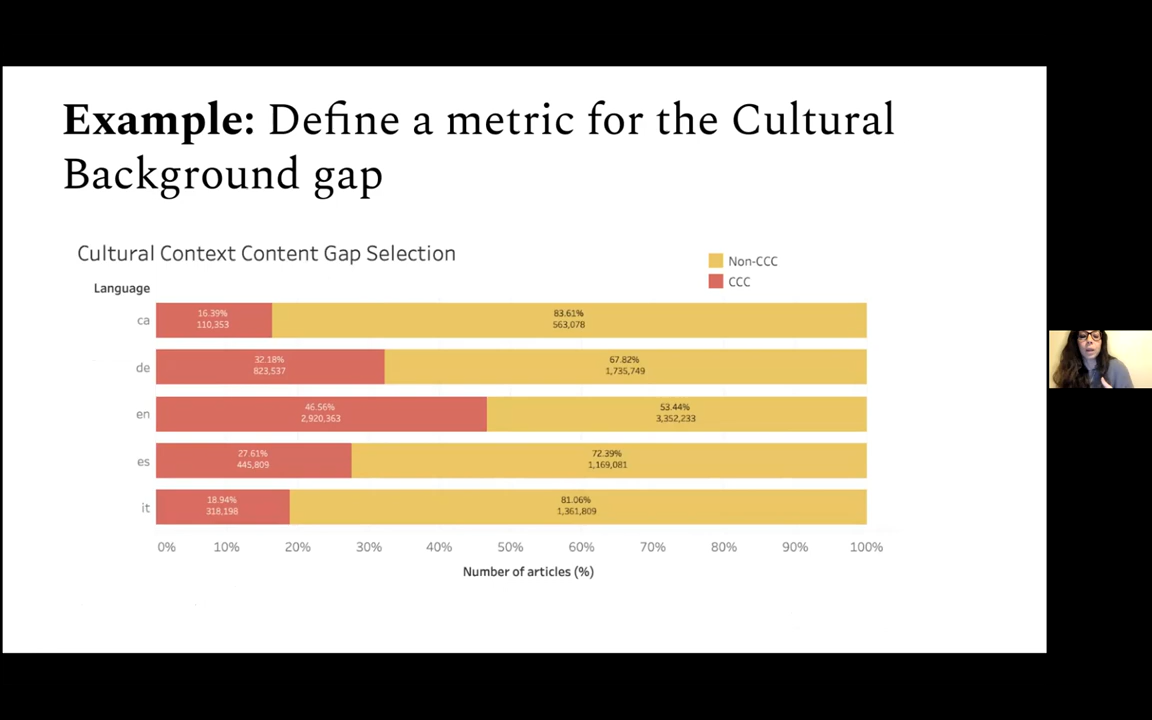 Example: Define a metric for the Cultural
Background gap
Cultural Context Content Gap Selection
Non-CCC
CCC
Language
ca
16.39%
110,353
83.61%
563,078
de
32.18%
823,537
67.82%
1,735,749
en
46.56%
2,920,363
53.44%
3,352,233
es
27.61%
445,809
72.39%
1,169,081
it
18.94%
318,198
81.06%
1,361,809
0% 10% 20% 30% 40% 50% 60% 70% 80% 90% 100%
Number of articles (%)